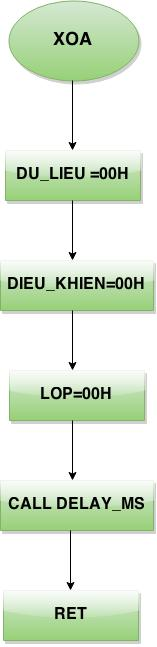 XOA
DU_LIEU =00H
DIEU_KHIEN=00H
LOP=00H
CALL DELAY_MS
RET